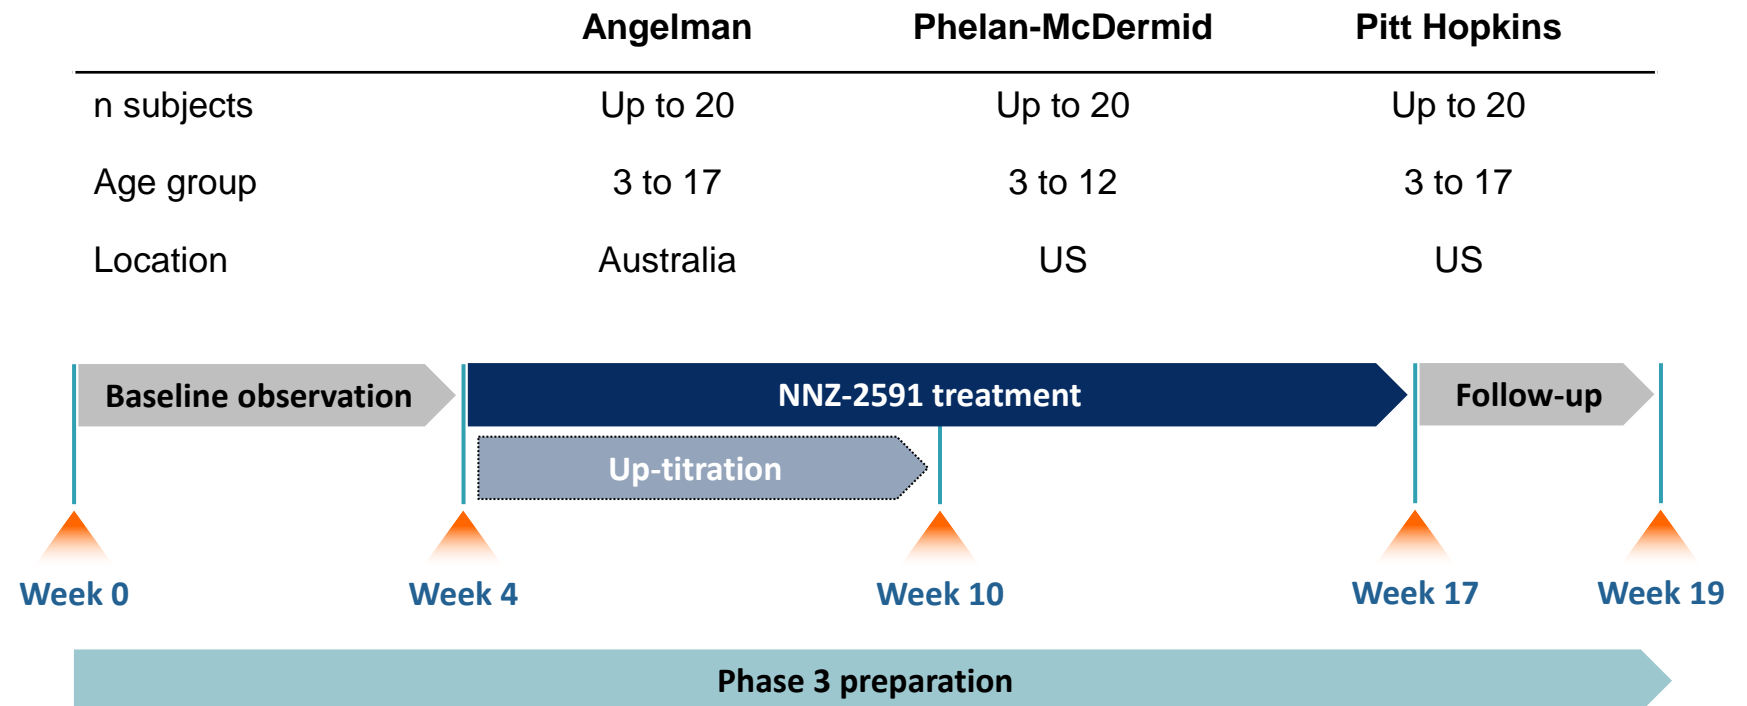 Angelman Phelan-McDermid Pitt Hopkins
n subjects Up to 20 Up to 20 Up to 20
Age group 3 to 17 3 to 12 3 to 17
Location Australia US US
Baseline observation NNZ-2591 treatment Follow-up
Up-titration
Week 0 Week 4 Week 10 Week 17 Week 19
Phase 3 preparation